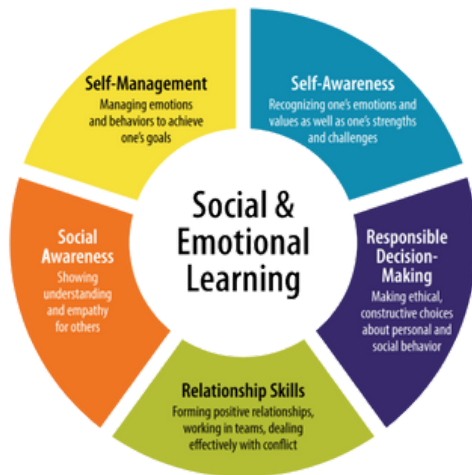 Self-Management
Managing emotions
and behaviors to achieve
one's goals
Self-Awareness
Recognizing one's emotions and
values as well as one's strengths
and challenges
Social &
Emotional
Learning
Social
Awareness
Showing
understanding
and empathy
for others
Responsible
Decision-
Making
Making ethical,
constructive choices
about personal and
social behavior
Relationship Skills
Forming positive relationships,
working in teams, dealing
effectively with conflict